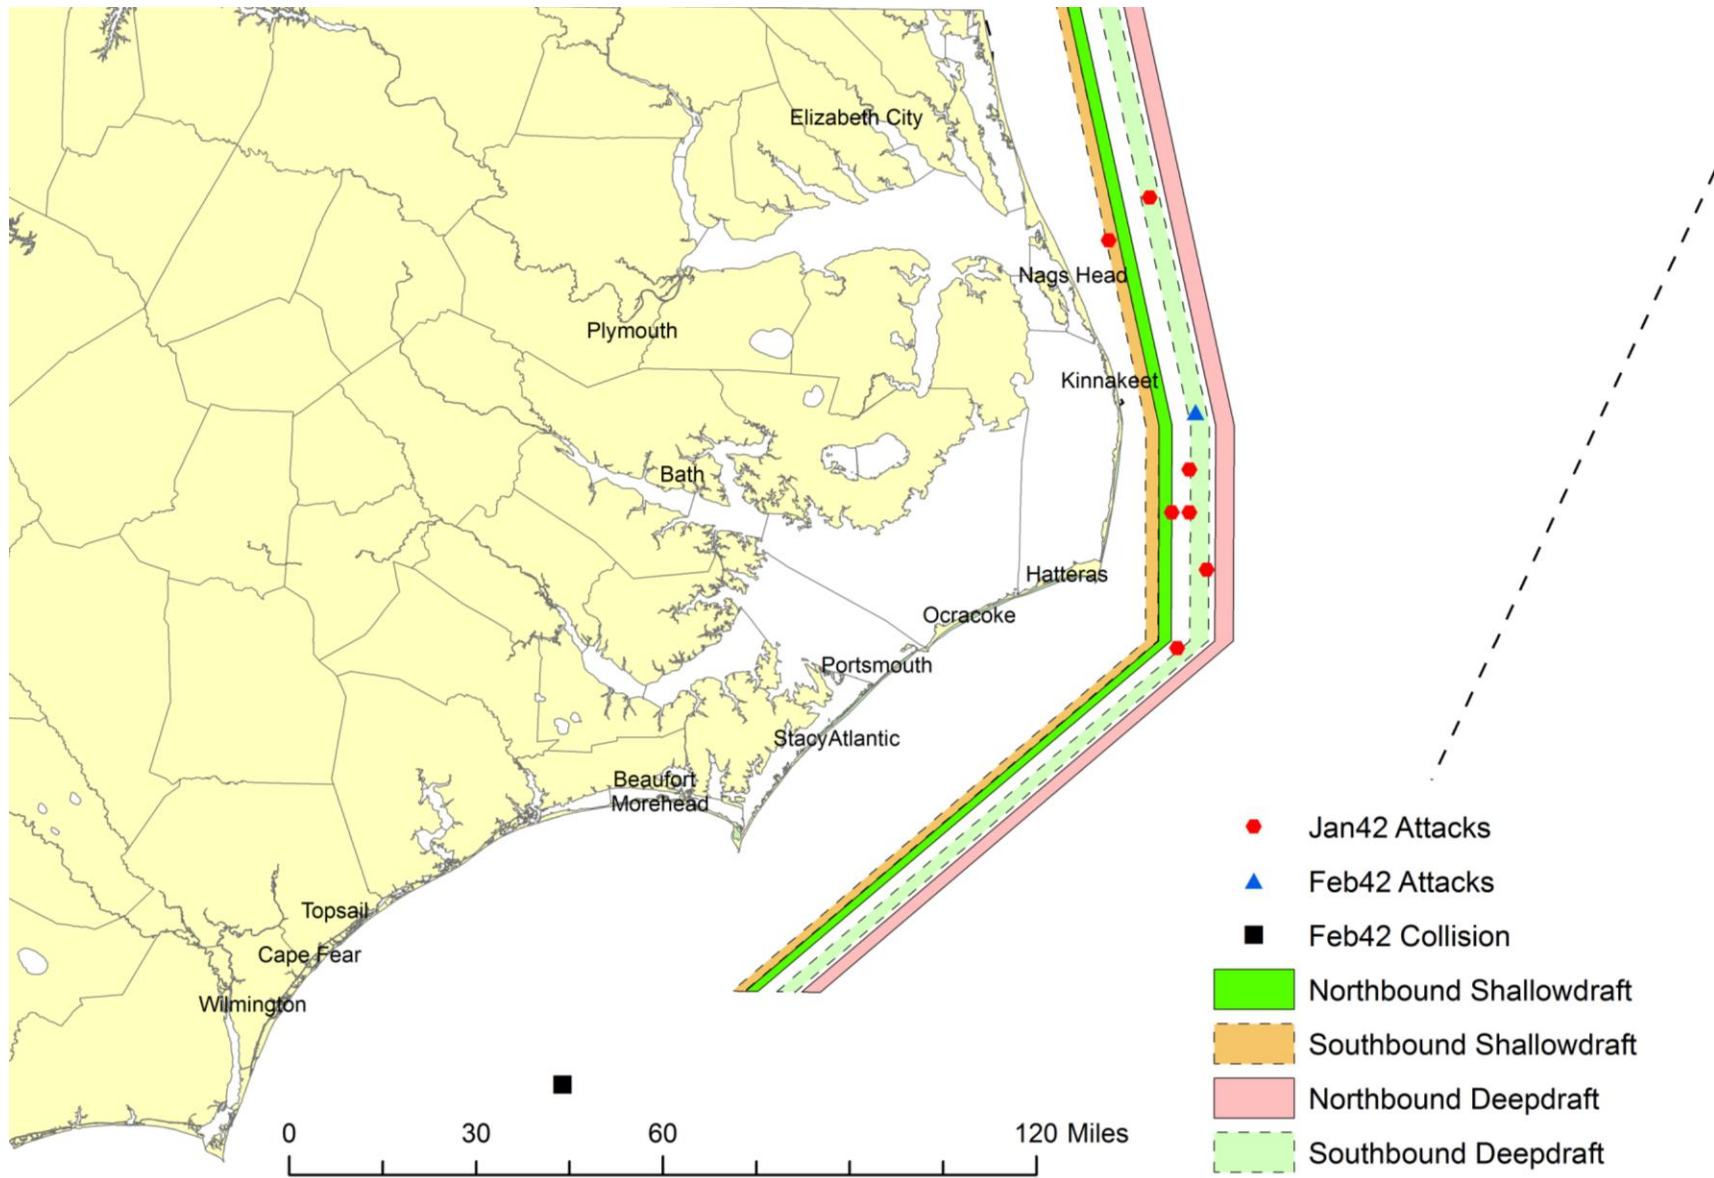 Elizabeth City
Nags Head
Plymouth
Kinnakeet
Bath
Hatteras
Ocracoke
Portsmouth
StacyAtlantic
Beaufort
Morehead
Topsail
Cape Fear
Wilmington
0 30 60 120 Miles
Jan42 Attacks
Feb42 Attacks
Feb42 Collision
Northbound Shallowdraft
Southbound Shallowdraft
Northbound Deepdraft
Southbound Deepdraft